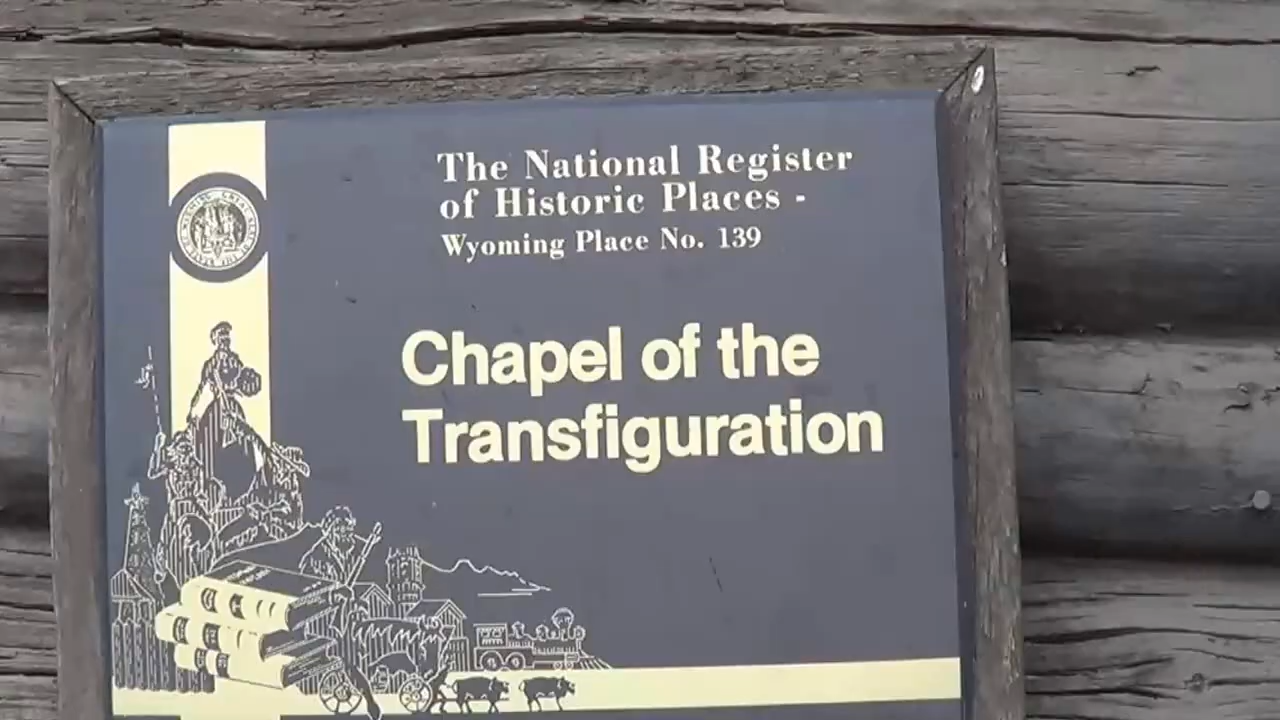 The National Register
of Historic Places -
Wyoming Place No. 139
Chapel of the
Transfiguration